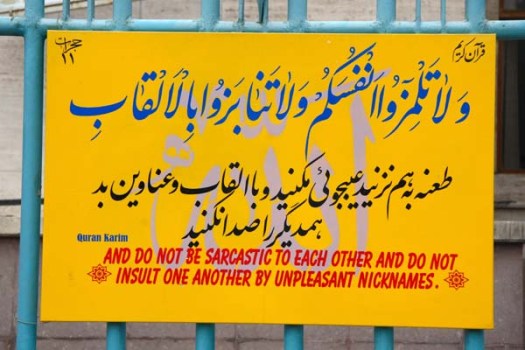 قرآن کریم
حجرات
۱۱
وَلَا تَلْمِزُوا أَنْفُسَكُمْ وَلَا تَنَابَزُوا بِالْأَلْقَابِ
طعنه به هم نزنید عیبجوئی مکنید و با القاب و عناوین بد
همدیگر را صدا نکنید
Quran Karim
AND DO NOT BE SARCASTIC TO EACH OTHER AND DO NOT
INSULT ONE ANOTHER BY UNPLEASANT NICKNAMES.